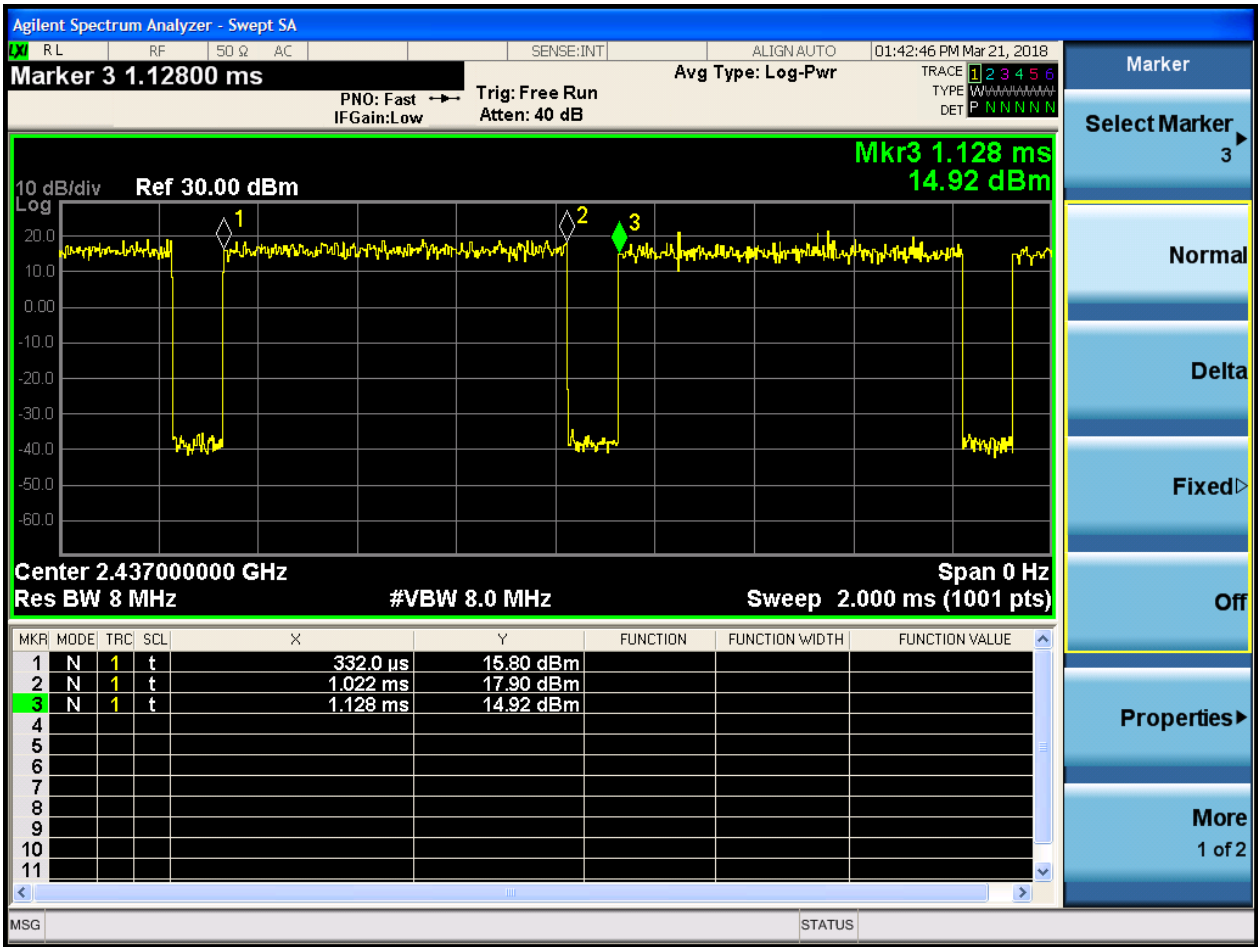 Agilent Spectrum Analyzer - Swept SA
LXI RL RF 50 Ω AC SENSE:INT ALIGN AUTO 01:42:46 PM Mar 21, 2018
Marker 3 1.12800 ms
PNO: Fast
IFGain:Low
Trig: Free Run
Atten: 40 dB
Avg Type: Log-Pwr
TRACE 1 2 3 4 5 6
TYPE WWWWWW
DET P N N N N N
Mkr3 1.128 ms
14.92 dBm
10 dB/div Ref 30.00 dBm
Log
1
2
3
20.0
10.0
0.00
-10.0
-20.0
-30.0
-40.0
-50.0
-60.0
Center 2.437000000 GHz Span 0 Hz
Res BW 8 MHz #VBW 8.0 MHz Sweep 2.000 ms (1001 pts)
MKR MODE TRC SCL X Y FUNCTION FUNCTION WIDTH FUNCTION VALUE
1 N 1 t 332.0 µs 15.80 dBm
2 N 1 t 1.022 ms 17.90 dBm
3 N 1 t 1.128 ms 14.92 dBm
4
5
6
7
8
9
10
11
MSG STATUS
Marker
Select Marker
3
Normal
Delta
Fixed
Off
Properties
More
1 of 2